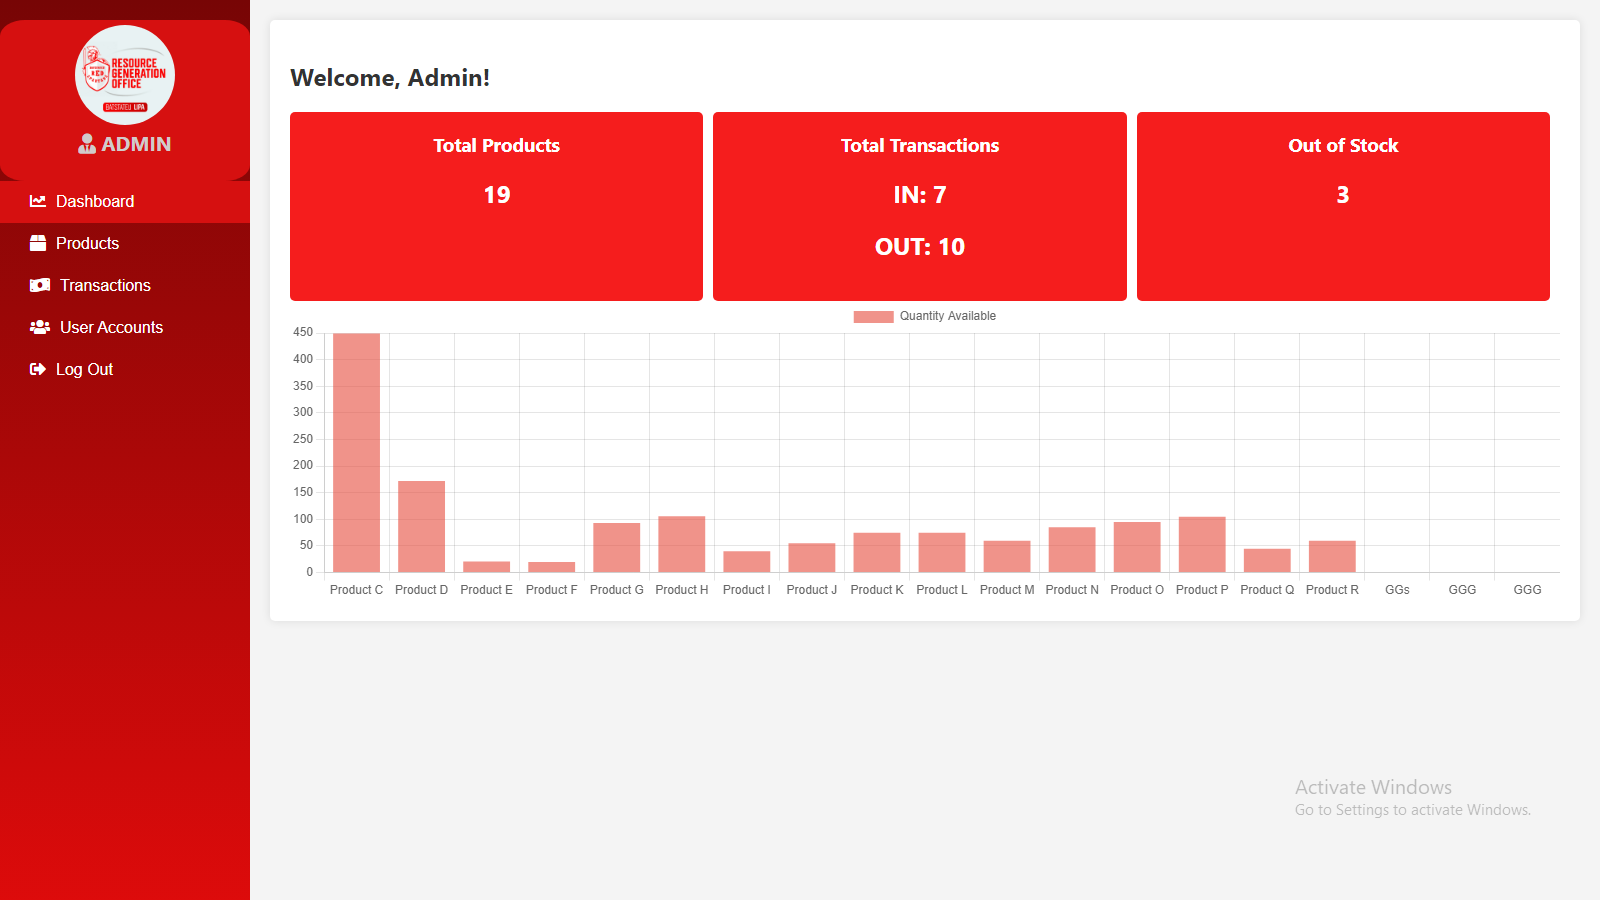 RESOURCE
GENERATION
OFFICE
BATSTATEU LIPA
ADMIN
Dashboard
Products
Transactions
User Accounts
Log Out
Welcome, Admin!
Total Products
19
Total Transactions
IN: 7
OUT: 10
Out of Stock
3
Quantity Available
450
400
350
300
250
200
150
100
50
0
Product C Product D Product E Product F Product G Product H Product I Product J Product K Product L Product M Product N Product O Product P Product Q Product R GGs GGG GGG
Activate Windows
Go to Settings to activate Windows.